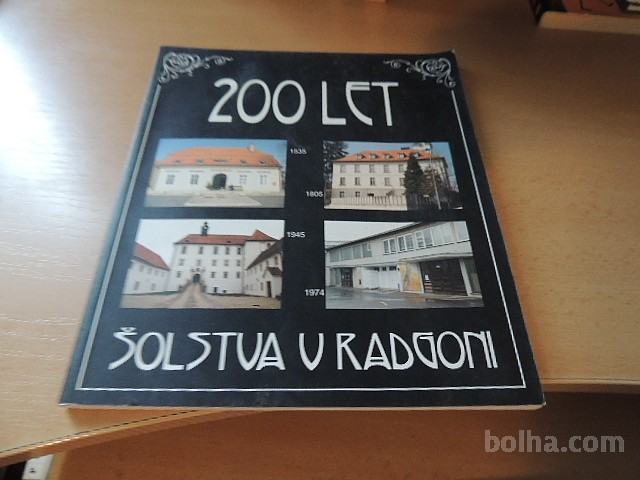 200 LET
1835
1805
1945
1974
ŠOLSTVA V RADGONI
bolha.com